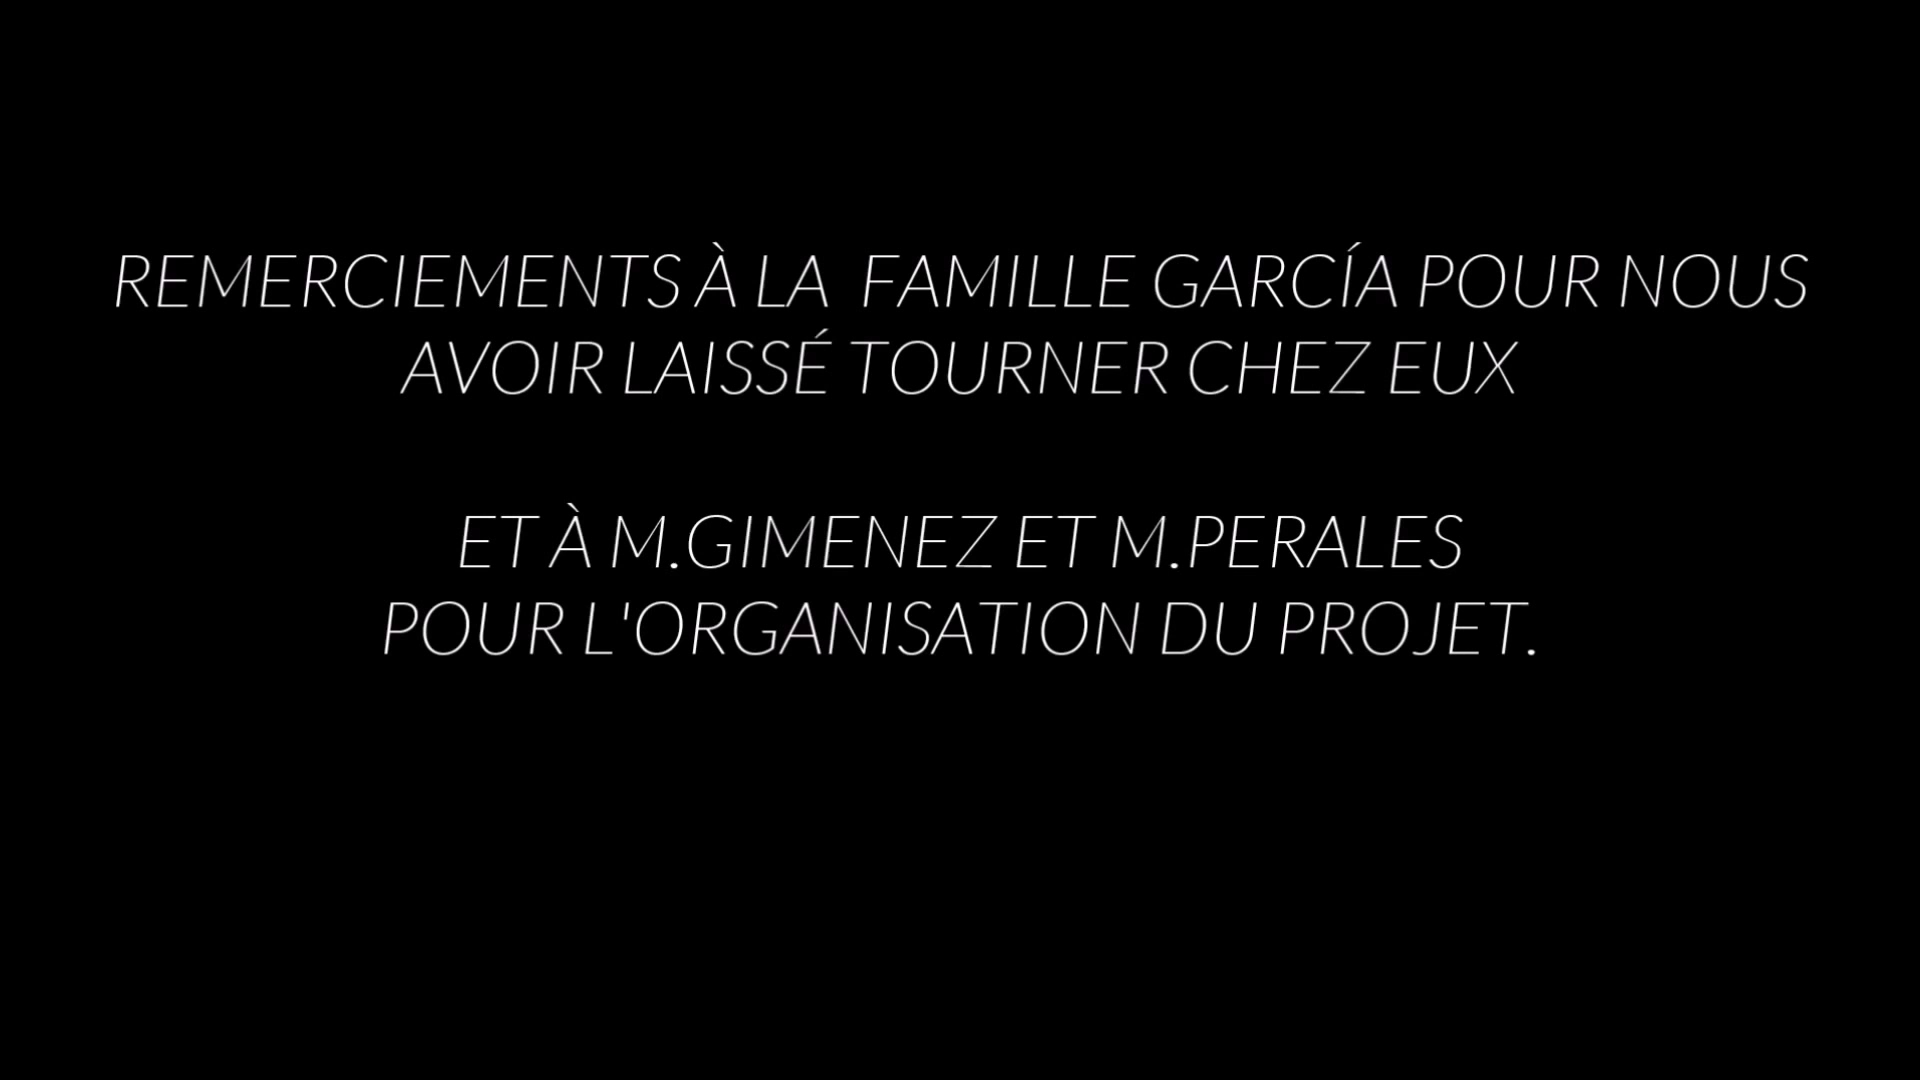 REMERCIEMENTS À LA  FAMILLE GARCÍA POUR NOUS
AVOIR LAISSÉ TOURNER CHEZ EUX
ET À M.GIMENEZ ET M.PERALES
POUR L'ORGANISATION DU PROJET.